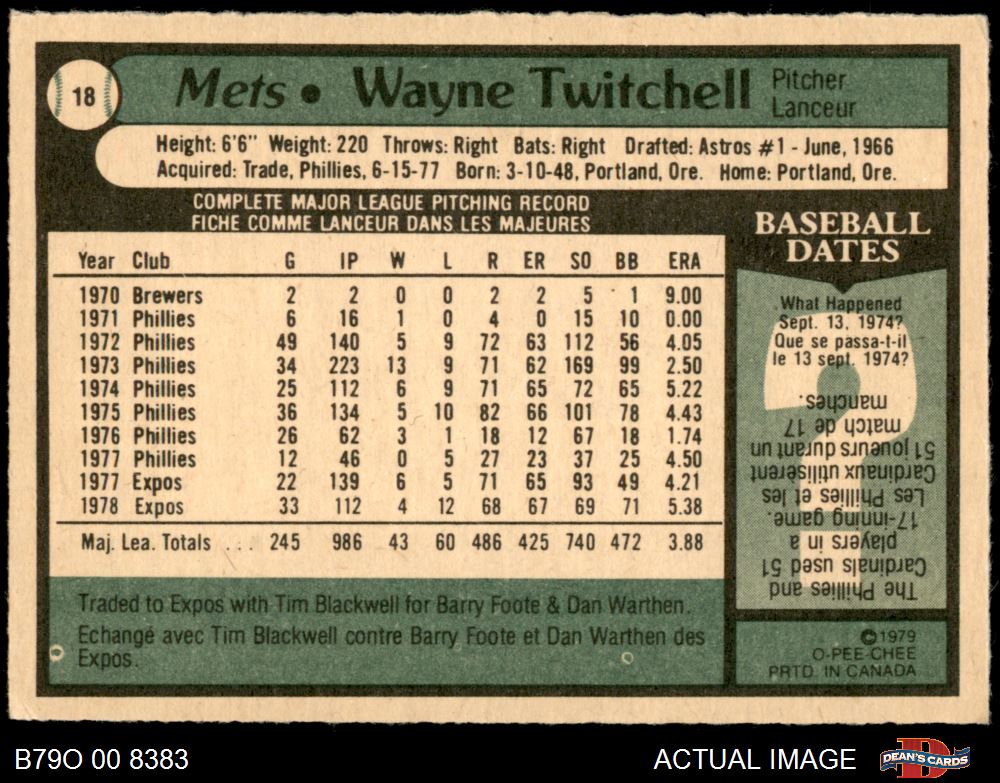 18
Mets • Wayne Twitchell
Pitcher
Lanceur
Height: 6'6" Weight: 220 Throws: Right Bats: Right Drafted: Astros #1 - June, 1966
Acquired: Trade, Phillies, 6-15-77 Born: 3-10-48, Portland, Ore. Home: Portland, Ore.
COMPLETE MAJOR LEAGUE PITCHING RECORD
FICHE COMME LANCEUR DANS LES MAJEURES
Year Club G IP W L R ER SO BB ERA
1970 Brewers 2 2 0 0 2 2 5 1 9.00
1971 Phillies 6 16 1 0 4 0 15 10 0.00
1972 Phillies 49 140 5 9 72 63 112 56 4.05
1973 Phillies 34 223 13 9 71 62 169 99 2.50
1974 Phillies 25 112 6 9 71 65 72 65 5.22
1975 Phillies 36 134 5 10 82 66 101 78 4.43
1976 Phillies 26 62 3 1 18 12 67 18 1.74
1977 Phillies 12 46 0 5 27 23 37 25 4.50
1977 Expos 22 139 6 5 71 65 93 49 4.21
1978 Expos 33 112 4 12 68 67 69 71 5.38
Maj. Lea. Totals ... 245 986 43 60 486 425 740 472 3.88
Traded to Expos with Tim Blackwell for Barry Foote & Dan Warthen.
Echangé avec Tim Blackwell contre Barry Foote et Dan Warthen des
Expos.
BASEBALL
DATES
What Happened
Sept. 13, 1974?
Que se passa-t-il
le 13 sept. 1974?
The Phillies and
Cardinals used 51
players in a
17-inning game.
Les Phillies et les
Cardinaux utilisèrent
51 joueurs durant un
match de 17
manches.
©1979
O-PEE-CHEE
PRTD. IN CANADA
B79O 00 8383
ACTUAL IMAGE
D
DEAN'S CARDS